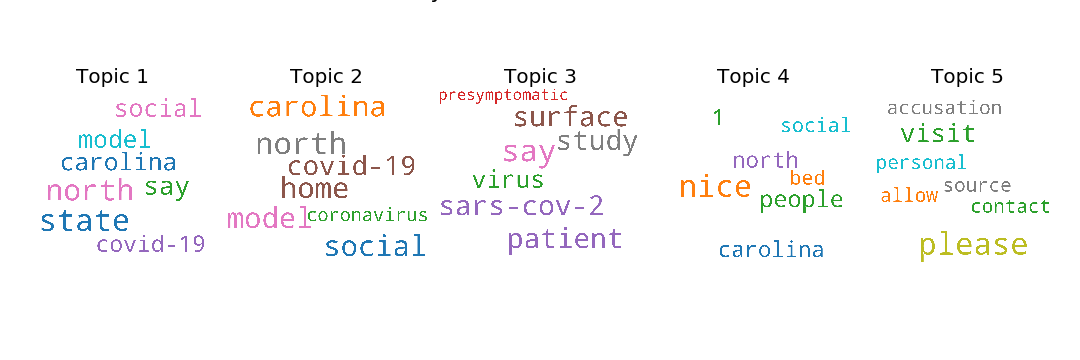 Topic 1
social
model
carolina
north say
state
covid-19
Topic 2
carolina
north
covid-19
home
model coronavirus
social
Topic 3
presymptomatic
surface
say study
virus
sars-cov-2
patient
Topic 4
1 social
north
nice bed
people
carolina
Topic 5
accusation
visit
personal
allow source
contact
please